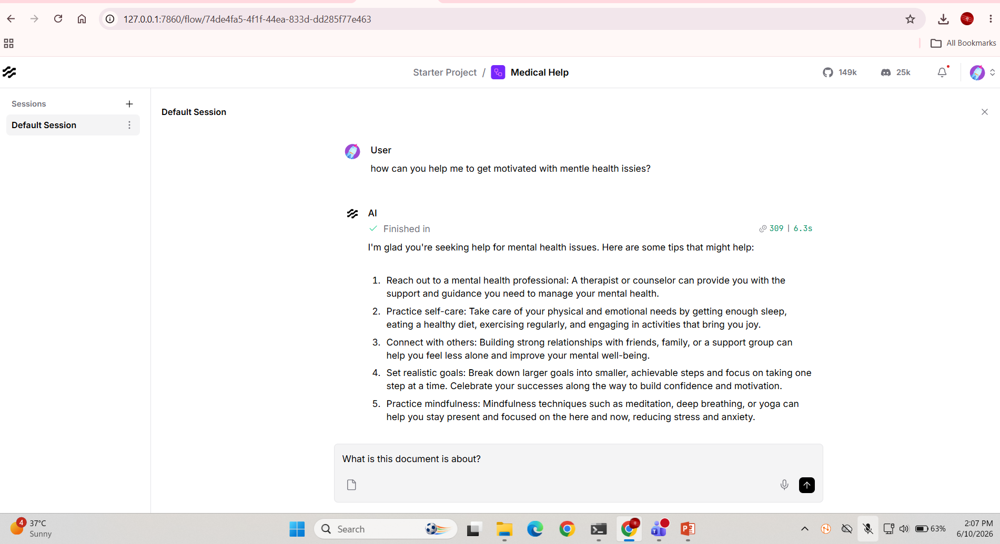 127.0.0.1:7860/flow/74de4fa5-4f1f-44ea-833d-dd285f77e463
All Bookmarks
Starter Project / Medical Help
149k
25k
Sessions
Default Session
Default Session
User
how can you help me to get motivated with mentle health issies?
AI
Finished in
309 | 6.3s
I'm glad you're seeking help for mental health issues. Here are some tips that might help:
1. Reach out to a mental health professional: A therapist or counselor can provide you with the
support and guidance you need to manage your mental health.
2. Practice self-care: Take care of your physical and emotional needs by getting enough sleep,
eating a healthy diet, exercising regularly, and engaging in activities that bring you joy.
3. Connect with others: Building strong relationships with friends, family, or a support group can
help you feel less alone and improve your mental well-being.
4. Set realistic goals: Break down larger goals into smaller, achievable steps and focus on taking one
step at a time. Celebrate your successes along the way to build confidence and motivation.
5. Practice mindfulness: Mindfulness techniques such as meditation, deep breathing, or yoga can
help you stay present and focused on the here and now, reducing stress and anxiety.
What is this document is about?
4
37°C
Sunny
Search
63%
2:07 PM
6/10/2026